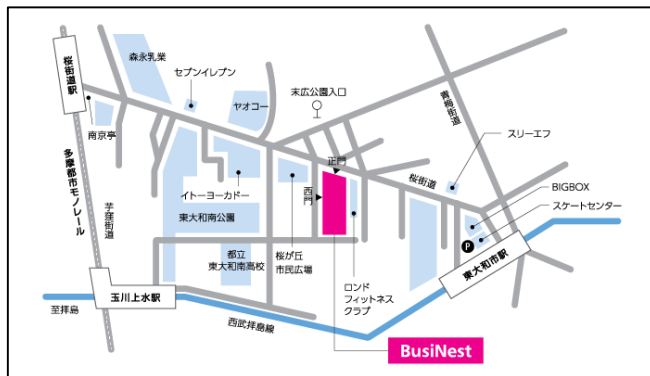 森永乳業
セブンイレブン
ヤオコー
末広公園入口
青梅街道
スリーエフ
桜街道駅
南京亭
多摩都市モノレール
芋窪街道
イトーヨーカドー
東大和南公園
都立
東大和南高校
桜が丘
市民広場
西門
正門
桜街道
BIGBOX
スケートセンター
P
東大和市駅
ロンド
フィットネス
クラブ
玉川上水駅
至拝島
西武拝島線
BusiNest